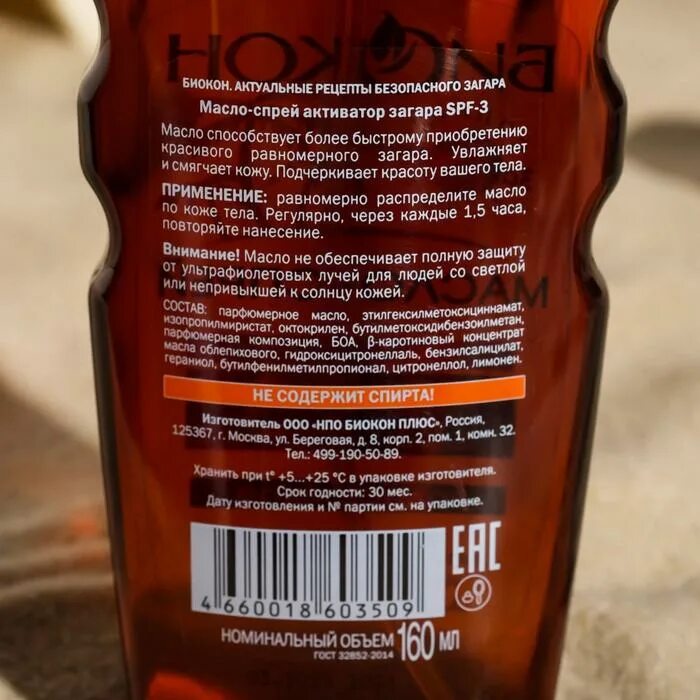 БИОКОН
БИОКОН. АКТУАЛЬНЫЕ РЕЦЕПТЫ БЕЗОПАСНОГО ЗАГАРА
Масло-спрей активатор загара SPF-3
Масло способствует более быстрому приобретению
красивого равномерного загара. Увлажняет
и смягчает кожу. Подчеркивает красоту вашего тела.
ПРИМЕНЕНИЕ: равномерно распределите масло
по коже тела. Регулярно, через каждые 1,5 часа,
повторяйте нанесение.
Внимание! Масло не обеспечивает полную защиту
от ультрафиолетовых лучей для людей со светлой
или непривыкшей к солнцу кожей.
СОСТАВ: парфюмерное масло, этилгексилметоксициннамат,
изопропилмиристат, октокрилен, бутилметоксидибензоилметан,
парфюмерная композиция, БОА, β-каротиновый концентрат
масла облепихового, гидроксицитронеллаль, бензилсалицилат,
гераниол, бутилфенилметилпропионал, цитронеллол, лимонен.
НЕ СОДЕРЖИТ СПИРТА!
Изготовитель ООО «НПО БИОКОН ПЛЮС», Россия,
125367, г. Москва, ул. Береговая, д. 8, корп. 2, пом. 1, комн. 32.
Тел.: 499-190-50-89.
Хранить при t° +5...+25 °C в упаковке изготовителя.
Срок годности: 30 мес.
Дату изготовления и № партии см. на упаковке.
4 660018 603509
EAC
НОМИНАЛЬНЫЙ ОБЪЕМ 160 МЛ
ГОСТ 32852-2014